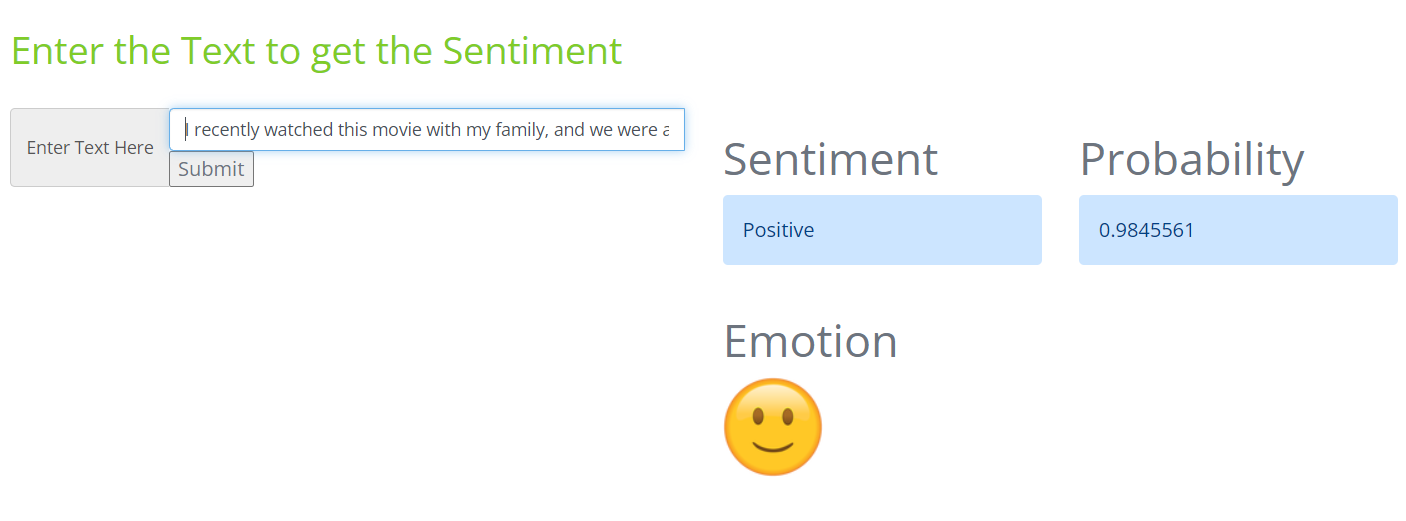 Enter the Text to get the Sentiment
Enter Text Here
I recently watched this movie with my family, and we were a
Submit
Sentiment
Positive
Probability
0.9845561
Emotion